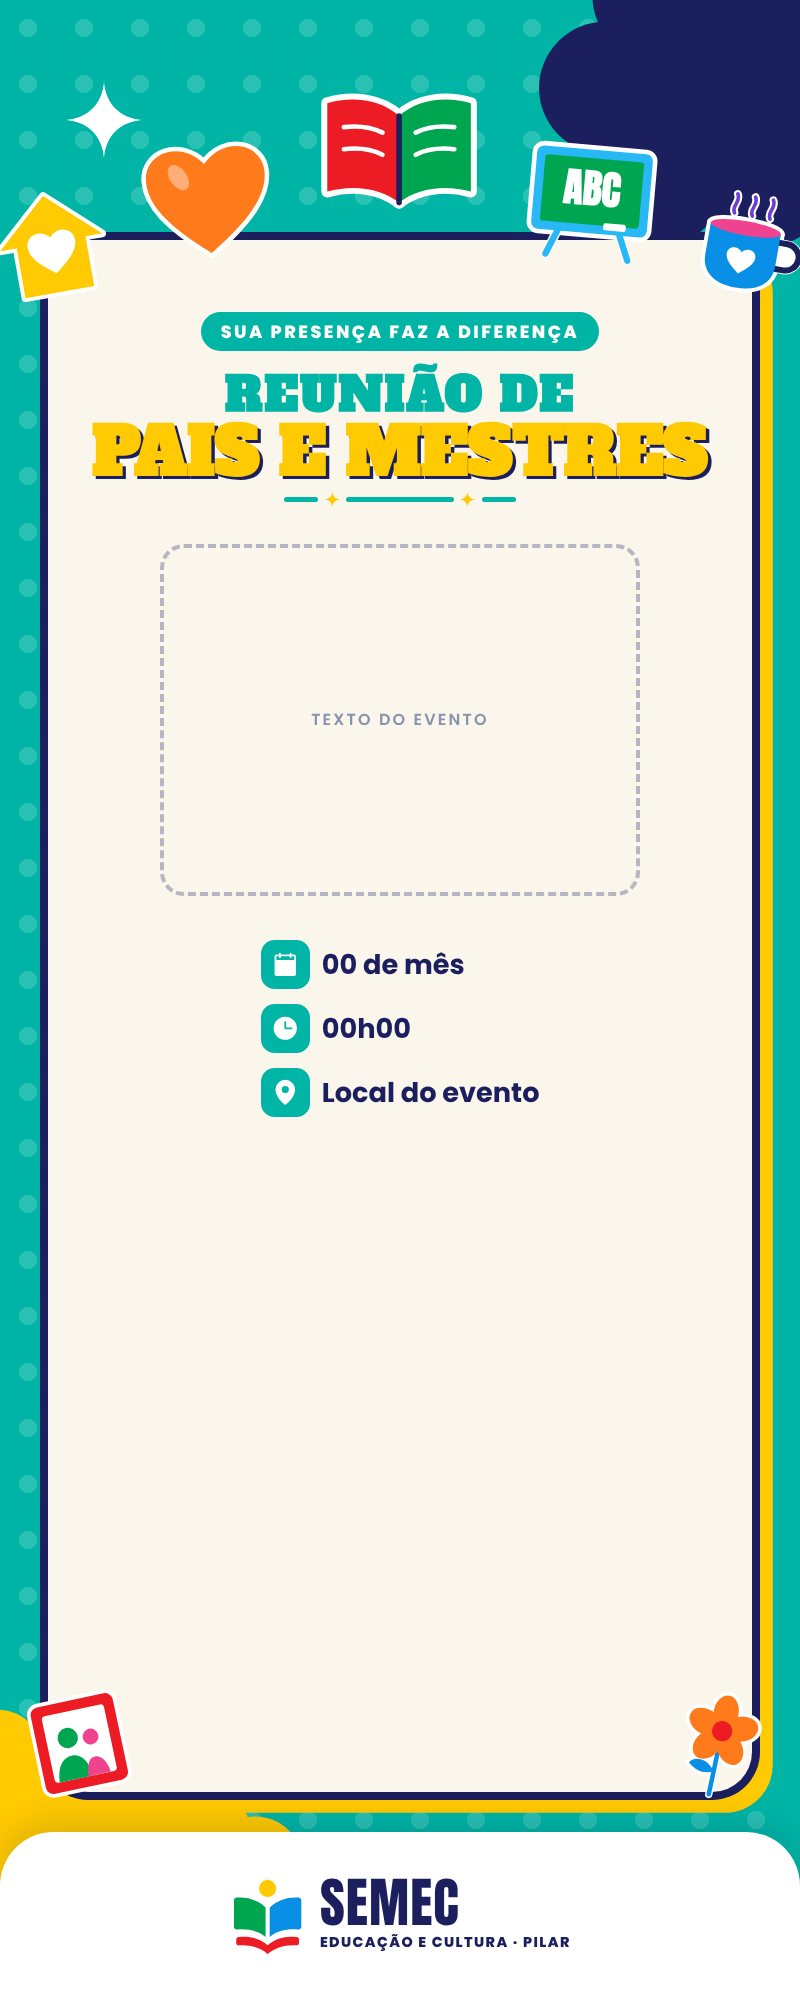 ABC
SUA PRESENÇA FAZ A DIFERENÇA
REUNIÃO DE
PAIS E MESTRES
TEXTO DO EVENTO
00 de mês
00h00
Local do evento
SEMEC
EDUCAÇÃO E CULTURA · PILAR